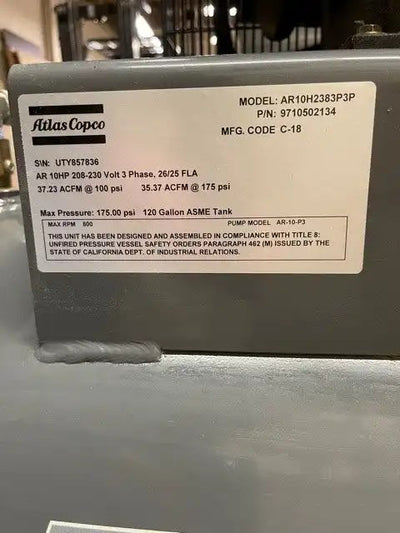 Atlas Copco
MODEL: AR10H2383P3P
P/N: 9710502134
MFG. CODE C-18
S/N: UTY857836
AR 10HP 208-230 Volt 3 Phase, 26/25 FLA
37.23 ACFM @ 100 psi 35.37 ACFM @ 175 psi
Max Pressure: 175.00 psi 120 Gallon ASME Tank
MAX RPM 800 PUMP MODEL AR-10-P3
THIS UNIT HAS BEEN DESIGNED AND ASSEMBLED IN COMPLIANCE WITH TITLE 8:
UNFIRED PRESSURE VESSEL SAFETY ORDERS PARAGRAPH 462 (M) ISSUED BY THE
STATE OF CALIFORNIA DEPT. OF INDUSTRIAL RELATIONS.